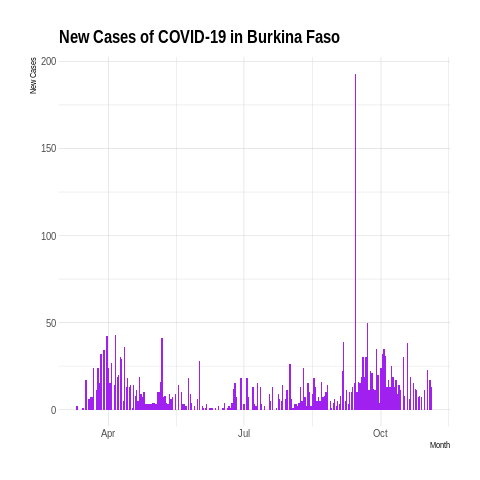 New Cases of COVID-19 in Burkina Faso
New Cases
200
150
100
50
0
Apr
Jul
Oct
Month